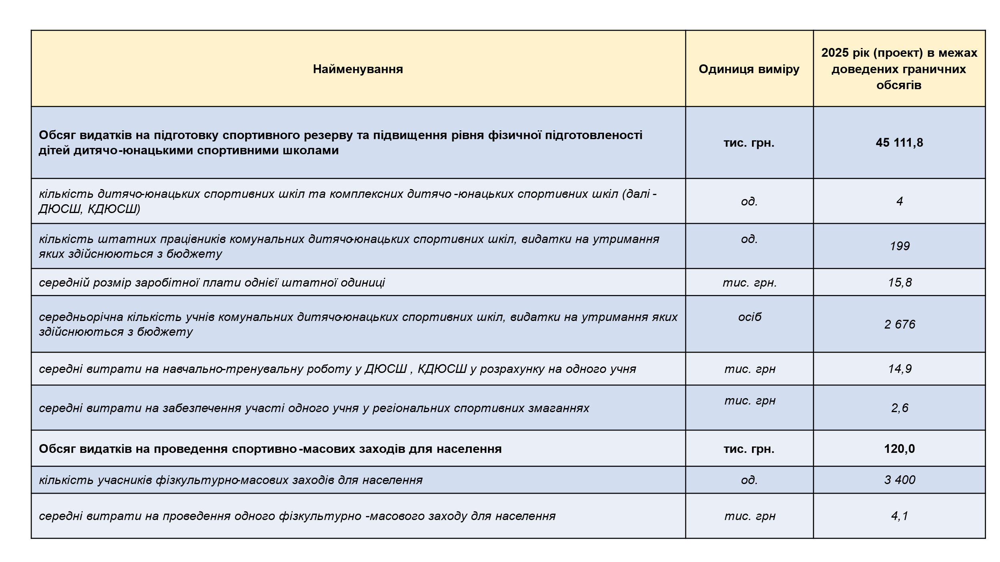 Найменування
Одиниця виміру
2025 рік (проект) в межах
доведених граничних
обсягів
Обсяг видатків на підготовку спортивного резерву та підвищення рівня фізичної підготовленості
дітей дитячо-юнацькими спортивними школами
тис. грн.
45 111,8
кількість дитячо-юнацьких спортивних шкіл та комплексних дитячо-юнацьких спортивних шкіл (далі -
ДЮСШ, КДЮСШ)
од.
4
кількість штатних працівників комунальних дитячо-юнацьких спортивних шкіл, видатки на утримання
яких здійснюються з бюджету
од.
199
середній розмір заробітної плати однієї штатної одиниці
тис. грн.
15,8
середньорічна кількість учнів комунальних дитячо-юнацьких спортивних шкіл, видатки на утримання яких
здійснюються з бюджету
осіб
2 676
середні витрати на навчально-тренувальну роботу у ДЮСШ , КДЮСШ у розрахунку на одного учня
тис. грн
14,9
середні витрати на забезпечення участі одного учня у регіональних спортивних змаганнях
тис. грн
2,6
Обсяг видатків на проведення спортивно-масових заходів для населення
тис. грн.
120,0
кількість учасників фізкультурно-масових заходів для населення
од.
3 400
середні витрати на проведення одного фізкультурно-масового заходу для населення
тис. грн
4,1